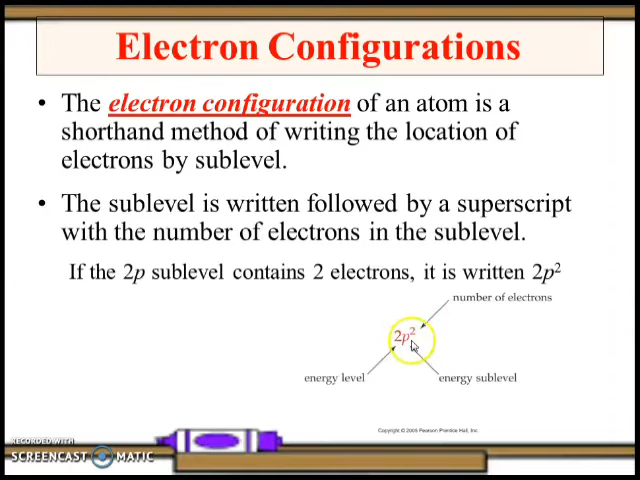 Electron Configurations
• The electron configuration of an atom is a
shorthand method of writing the location of
electrons by sublevel.
• The sublevel is written followed by a superscript
with the number of electrons in the sublevel.
If the 2p sublevel contains 2 electrons, it is written 2p²
number of electrons
2p²
energy level
energy sublevel
Copyright © 2005 Pearson Prentice Hall, Inc.
RECORDED WITH
SCREENCAST MATIC